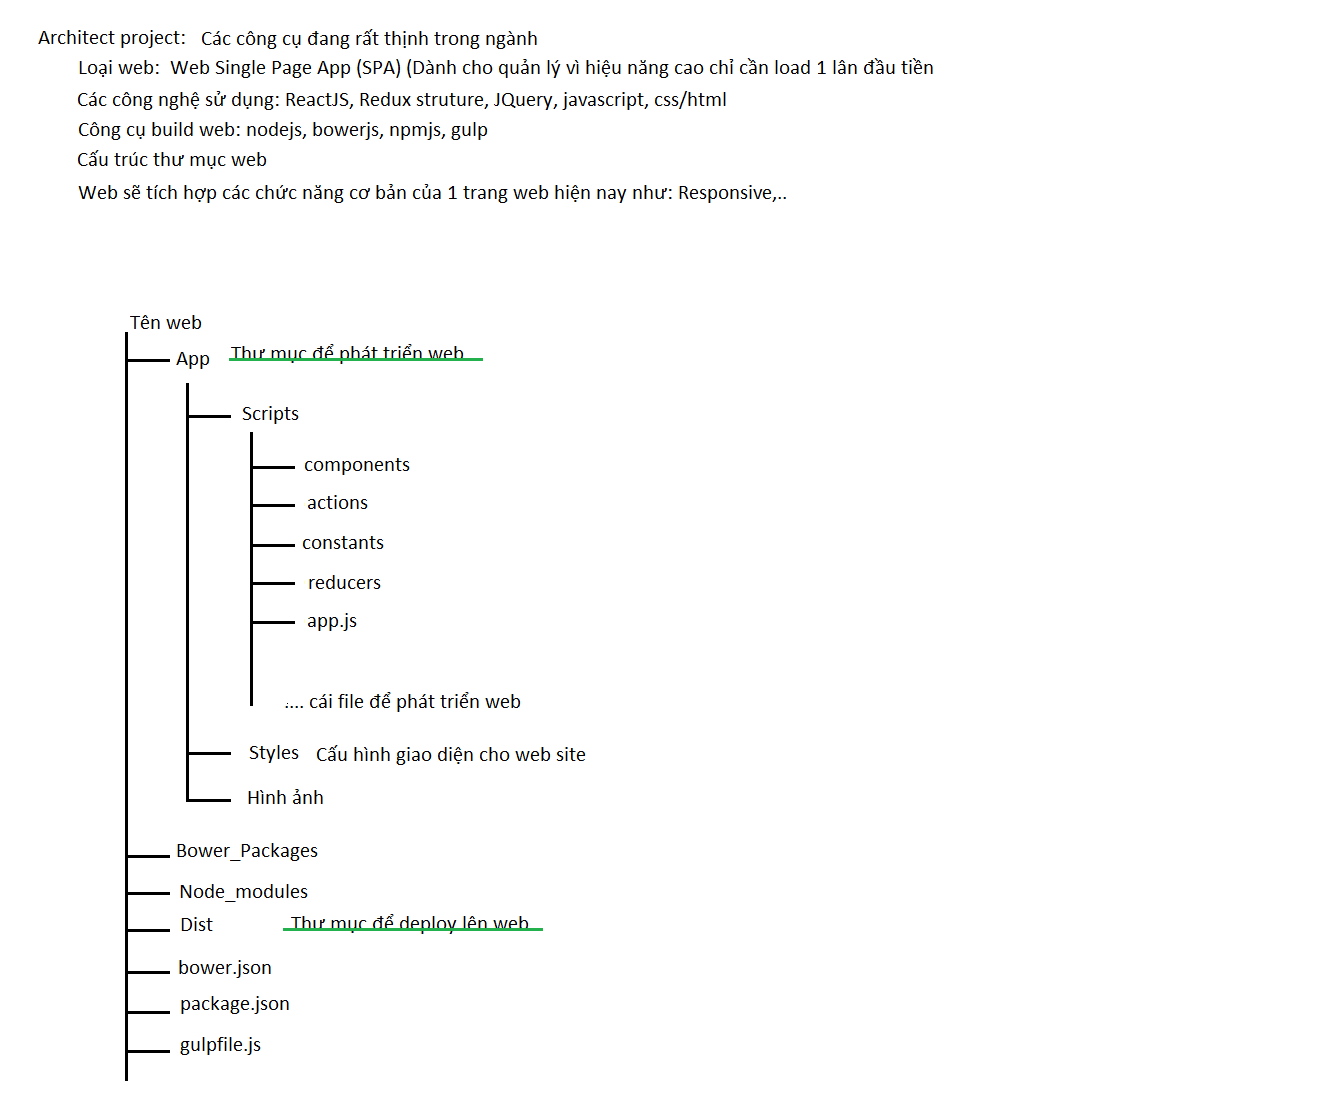 Architect project: Các công cụ đang rất thịnh trong ngành
Loại web: Web Single Page App (SPA) (Dành cho quản lý vì hiệu năng cao chỉ cần load 1 lân đầu tiền
Các công nghệ sử dụng: ReactJS, Redux struture, JQuery, javascript, css/html
Công cụ build web: nodejs, bowerjs, npmjs, gulp
Cấu trúc thư mục web
Web sẽ tích hợp các chức năng cơ bản của 1 trang web hiện nay như: Responsive,..
Tên web
App Thư mục để phát triển web
Scripts
components
actions
constants
reducers
app.js
.... cái file để phát triển web
Styles Cấu hình giao diện cho web site
Hình ảnh
Bower_Packages
Node_modules
Dist Thư mục để deploy lên web
bower.json
package.json
gulpfile.js